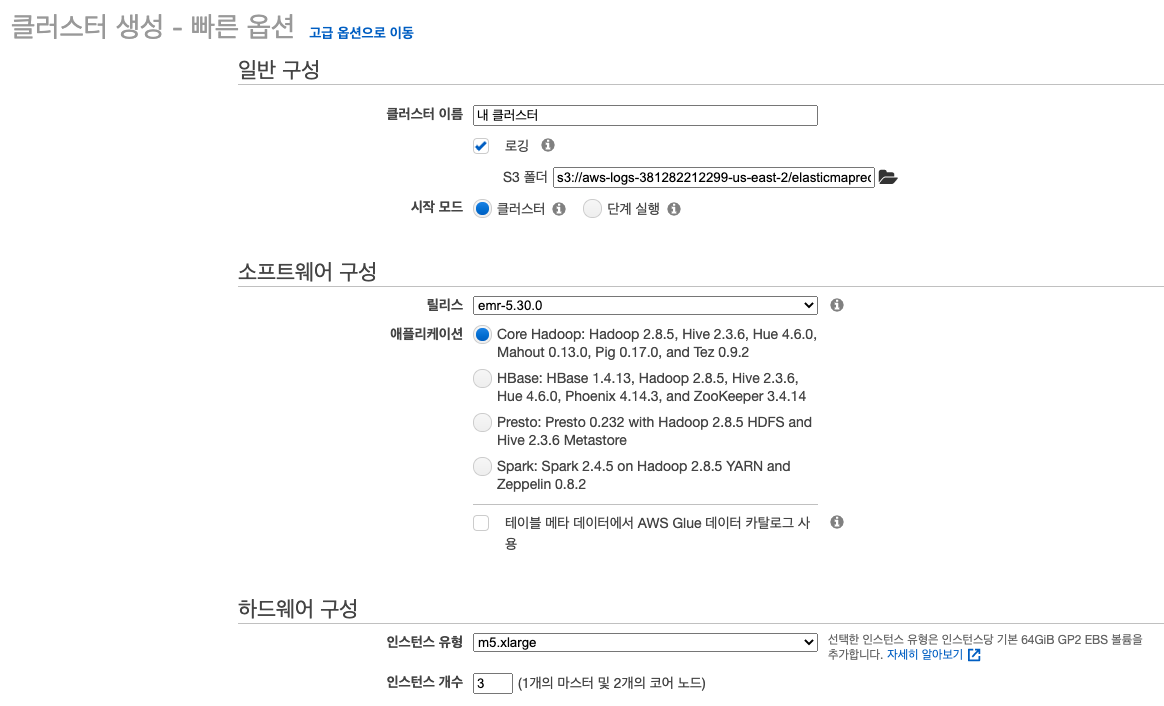 클러스터 생성 - 빠른 옵션 고급 옵션으로 이동
일반 구성
클러스터 이름 내 클러스터
로깅
S3 폴더 s3://aws-logs-381282212299-us-east-2/elasticmapred
시작 모드 클러스터 단계 실행
소프트웨어 구성
릴리스 emr-5.30.0
애플리케이션 Core Hadoop: Hadoop 2.8.5, Hive 2.3.6, Hue 4.6.0,
Mahout 0.13.0, Pig 0.17.0, and Tez 0.9.2
HBase: HBase 1.4.13, Hadoop 2.8.5, Hive 2.3.6,
Hue 4.6.0, Phoenix 4.14.3, and ZooKeeper 3.4.14
Presto: Presto 0.232 with Hadoop 2.8.5 HDFS and
Hive 2.3.6 Metastore
Spark: Spark 2.4.5 on Hadoop 2.8.5 YARN and
Zeppelin 0.8.2
테이블 메타 데이터에서 AWS Glue 데이터 카탈로그 사
용
하드웨어 구성
인스턴스 유형 m5.xlarge 선택한 인스턴스 유형은 인스턴스당 기본 64GiB GP2 EBS 볼륨을
추가합니다. 자세히 알아보기
인스턴스 개수 3 (1개의 마스터 및 2개의 코어 노드)